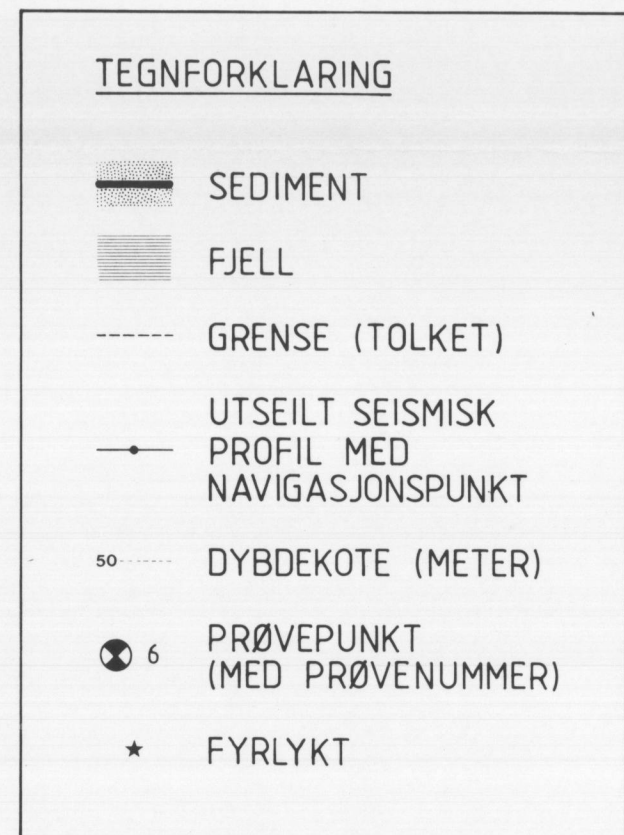 TEGNFORKLARING
SEDIMENT
FJELL
GRENSE (TOLKET)
UTSEILT SEISMISK
PROFIL MED
NAVIGASJONSPUNKT
50 DYBDEKOTE (METER)
6 PRØVEPUNKT
(MED PRØVENUMMER)
FYRLYKT